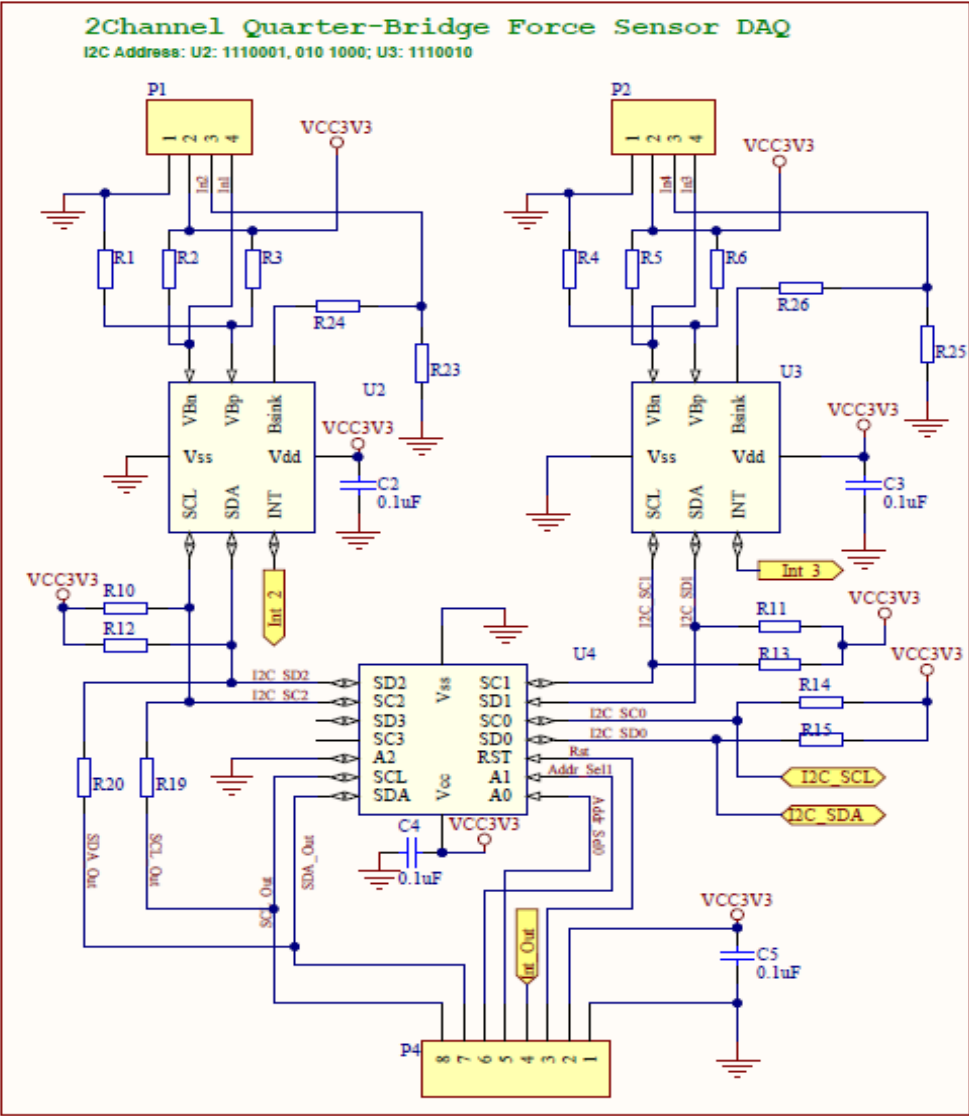 2Channel Quarter-Bridge Force Sensor DAQ
I2C Address: U2: 1110001, 010 1000; U3: 1110010
P1
1 2 3 4
In2 In1
VCC3V3
R1 R2 R3
R24
R23
U2
VBn VBp Bsink
Vss Vdd
SCL SDA INT
VCC3V3
C2
0.1uF
Int_2
VCC3V3
R10
R12
P2
1 2 3 4
In4 In3
VCC3V3
R4 R5 R6
R26
R25
U3
VBn VBp Bsink
Vss Vdd
SCL SDA INT
VCC3V3
C3
0.1uF
Int_3
I2C_SC1 I2C_SD1
R11
R13
VCC3V3
VCC3V3
R14
R15
U4
I2C_SD2
I2C_SC2
SD2
SC2
SD3
SC3
A2
SCL
SDA
Vss
Vcc
SC1
SD1
SC0
SD0
RST
A1
A0
I2C_SC0
I2C_SD0
Rst
Addr_Sel1
Addr_Sel0
I2C_SCL
I2C_SDA
R20 R19
SDA_Out SCL_Out
SCL_Out SDA_Out
C4
0.1uF
VCC3V3
Int_Out
VCC3V3
C5
0.1uF
P4
8 7 6 5 4 3 2 1